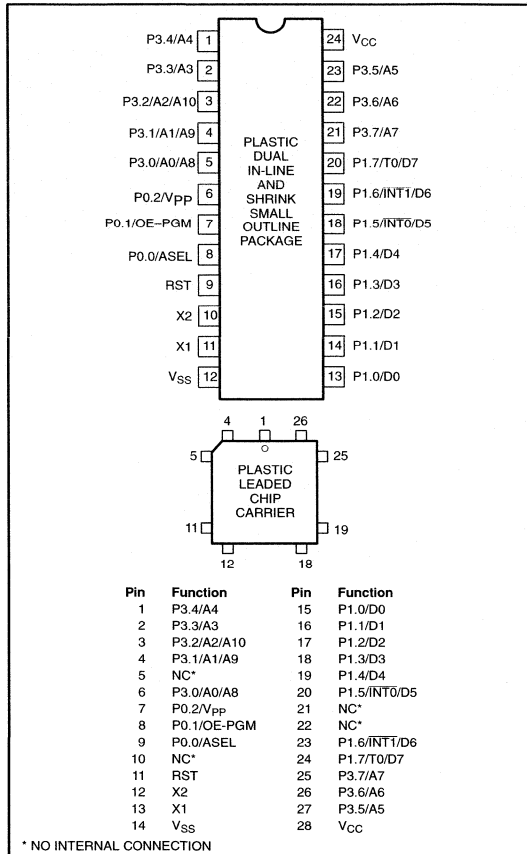 P3.4/A4 1 24 VCC
P3.3/A3 2 23 P3.5/A5
P3.2/A2/A10 3 22 P3.6/A6
P3.1/A1/A9 4 21 P3.7/A7
P3.0/A0/A8 5 20 P1.7/T0/D7
P0.2/VPP 6 19 P1.6/INT1/D6
P0.1/OE–PGM 7 18 P1.5/INT0/D5
P0.0/ASEL 8 17 P1.4/D4
RST 9 16 P1.3/D3
X2 10 15 P1.2/D2
X1 11 14 P1.1/D1
VSS 12 13 P1.0/D0
PLASTIC
DUAL
IN-LINE
AND
SHRINK
SMALL
OUTLINE
PACKAGE
4 1 26
5 25
PLASTIC
LEADED
CHIP
CARRIER
11 19
12 18
Pin Function Pin Function
1 P3.4/A4 15 P1.0/D0
2 P3.3/A3 16 P1.1/D1
3 P3.2/A2/A10 17 P1.2/D2
4 P3.1/A1/A9 18 P1.3/D3
5 NC* 19 P1.4/D4
6 P3.0/A0/A8 20 P1.5/INT0/D5
7 P0.2/VPP 21 NC*
8 P0.1/OE-PGM 22 NC*
9 P0.0/ASEL 23 P1.6/INT1/D6
10 NC* 24 P1.7/T0/D7
11 RST 25 P3.7/A7
12 X2 26 P3.6/A6
13 X1 27 P3.5/A5
14 VSS 28 VCC
* NO INTERNAL CONNECTION